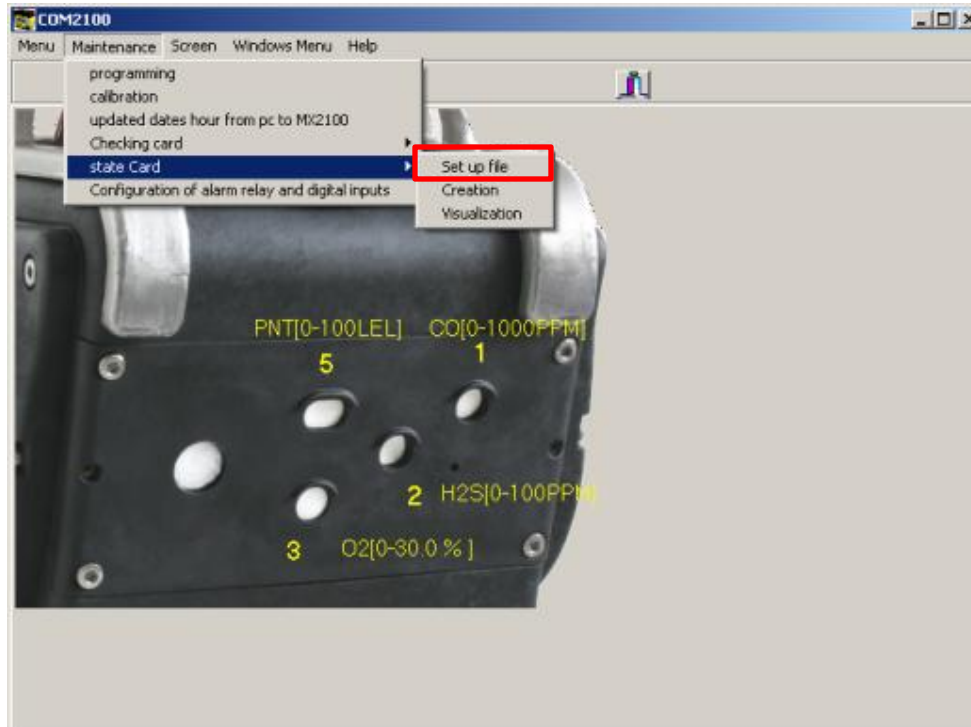 COM2100
Menu Maintenance Screen Windows Menu Help
programming
calibration
updated dates hour from pc to MX2100
Checking card
state Card
Set up file
Configuration of alarm relay and digital inputs
Creation
Visualization
PNT[0-100LEL] CO[0-1000PPM]
5 1
2 H2S[0-100PPM]
3 O2[0-30.0 % ]